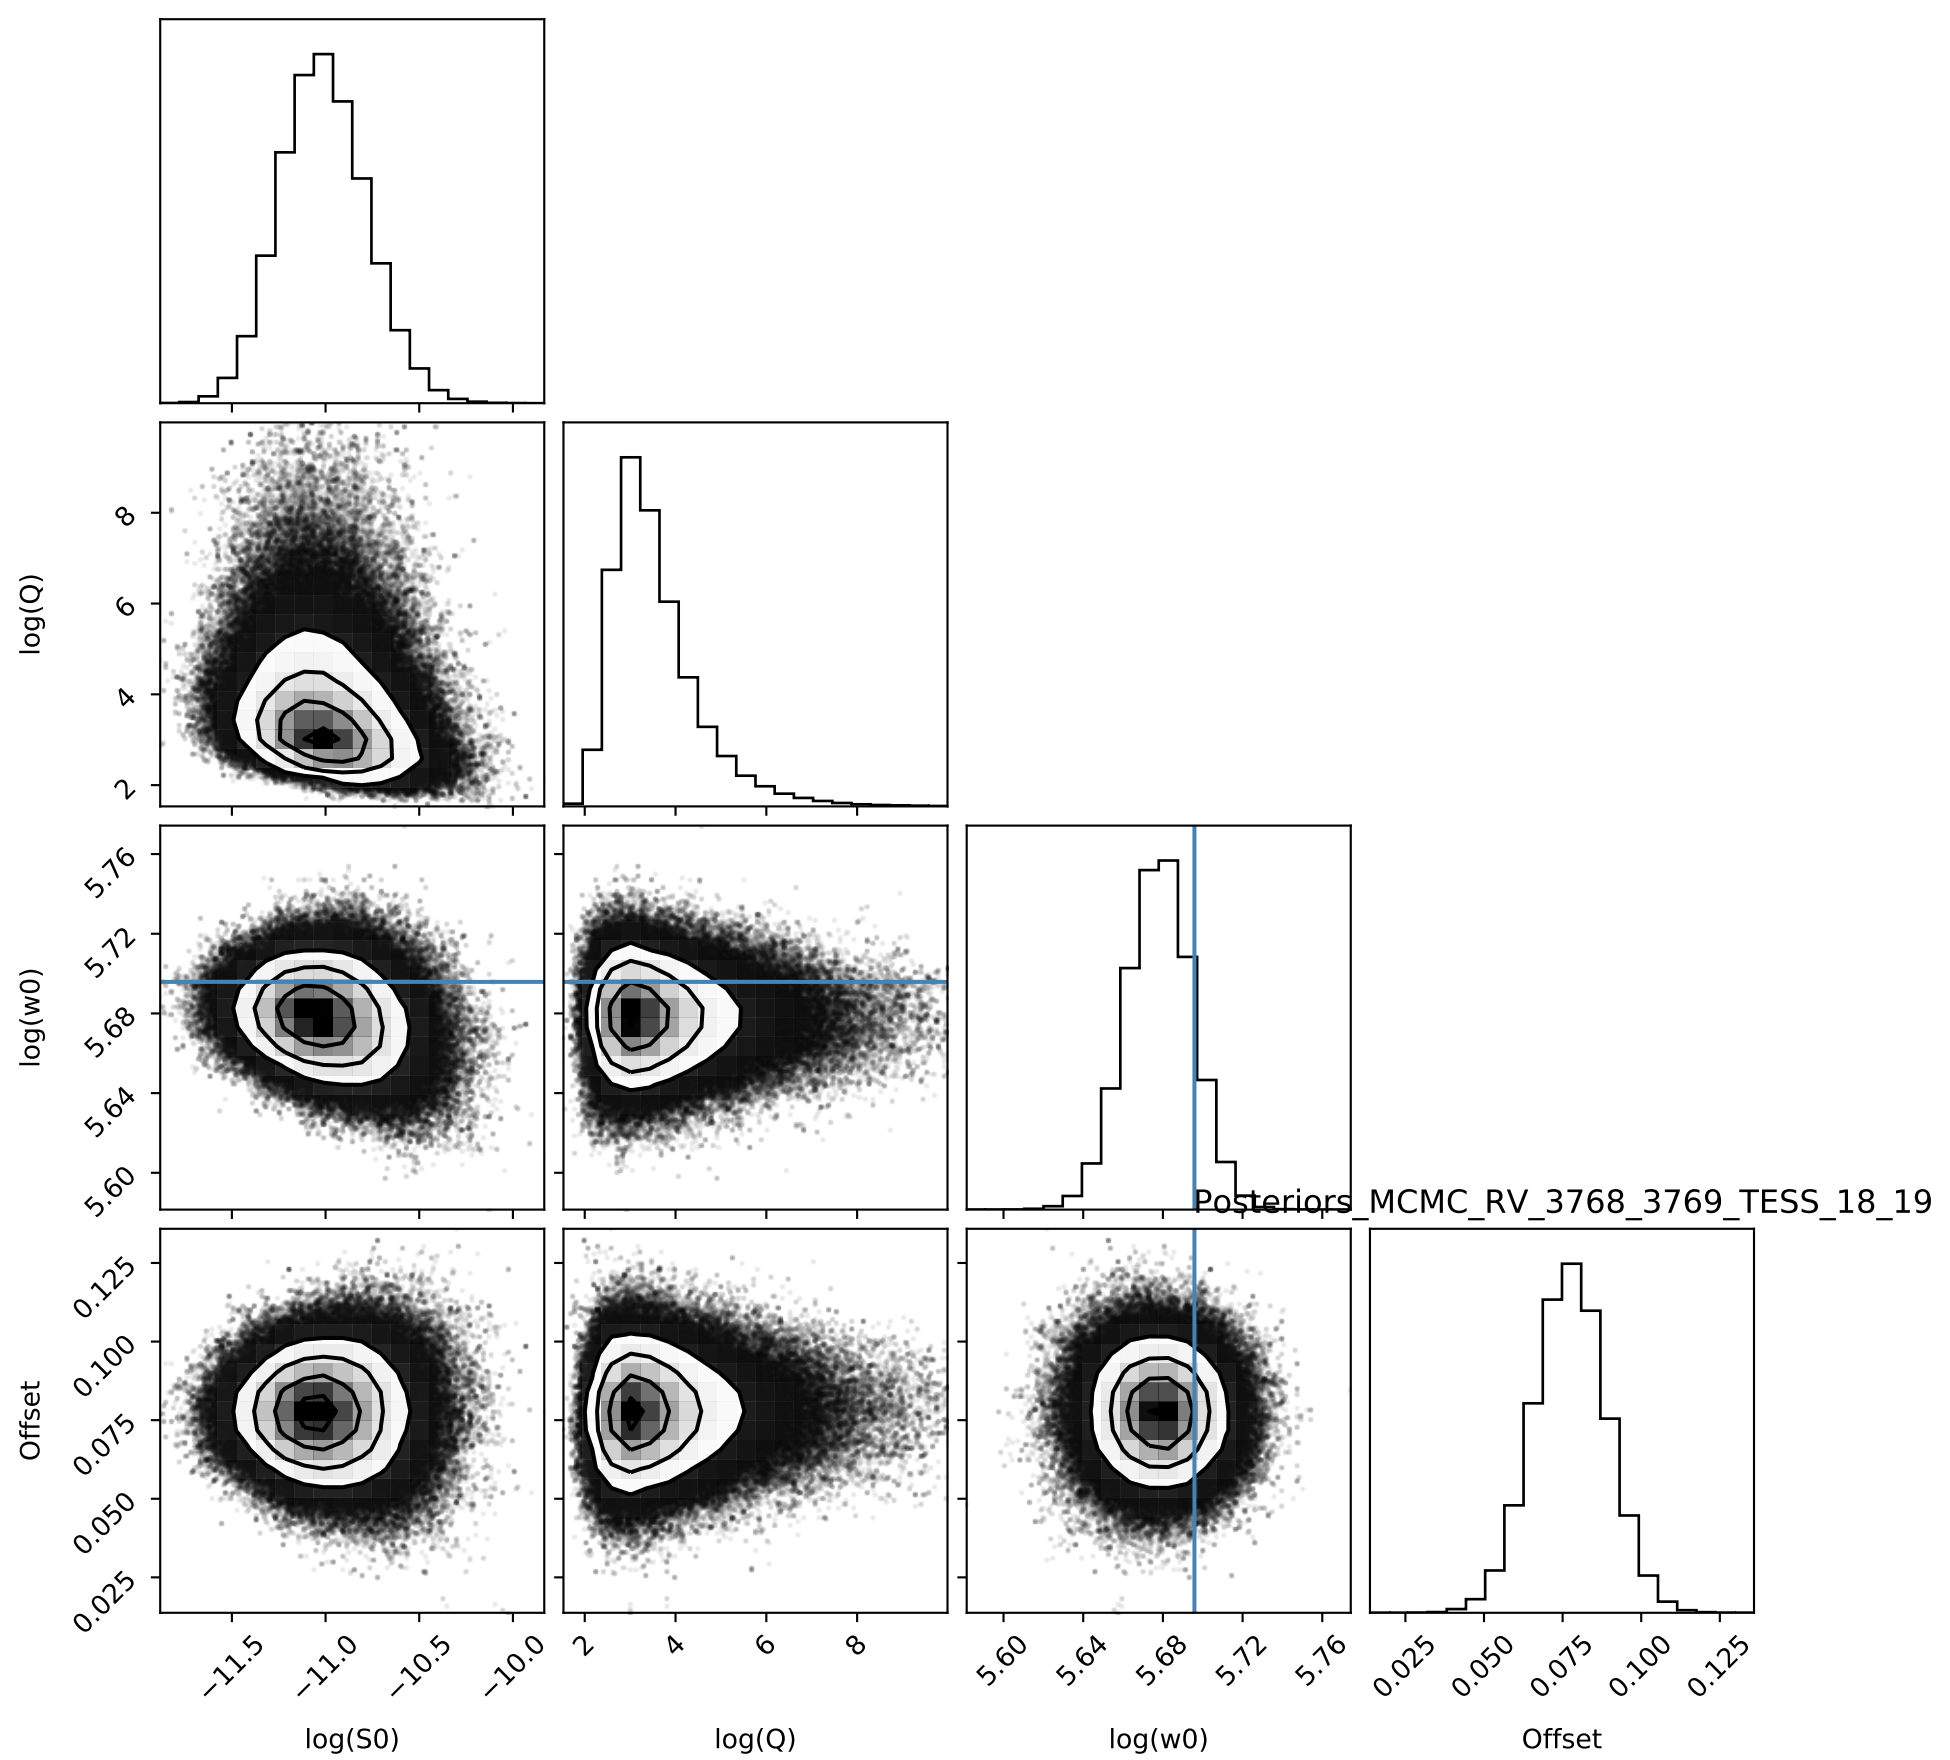 log(Q)
8
6
4
2
log(w0)
5.76
5.72
5.68
5.64
5.60
Posteriors_MCMC_RV_3768_3769_TESS_18_19
Offset
0.125
0.100
0.075
0.050
0.025
−11.5 −11.0 −10.5 −10.0 2 4 6 8 5.60 5.64 5.68 5.72 5.76 0.025 0.050 0.075 0.100 0.125
log(S0) log(Q) log(w0) Offset